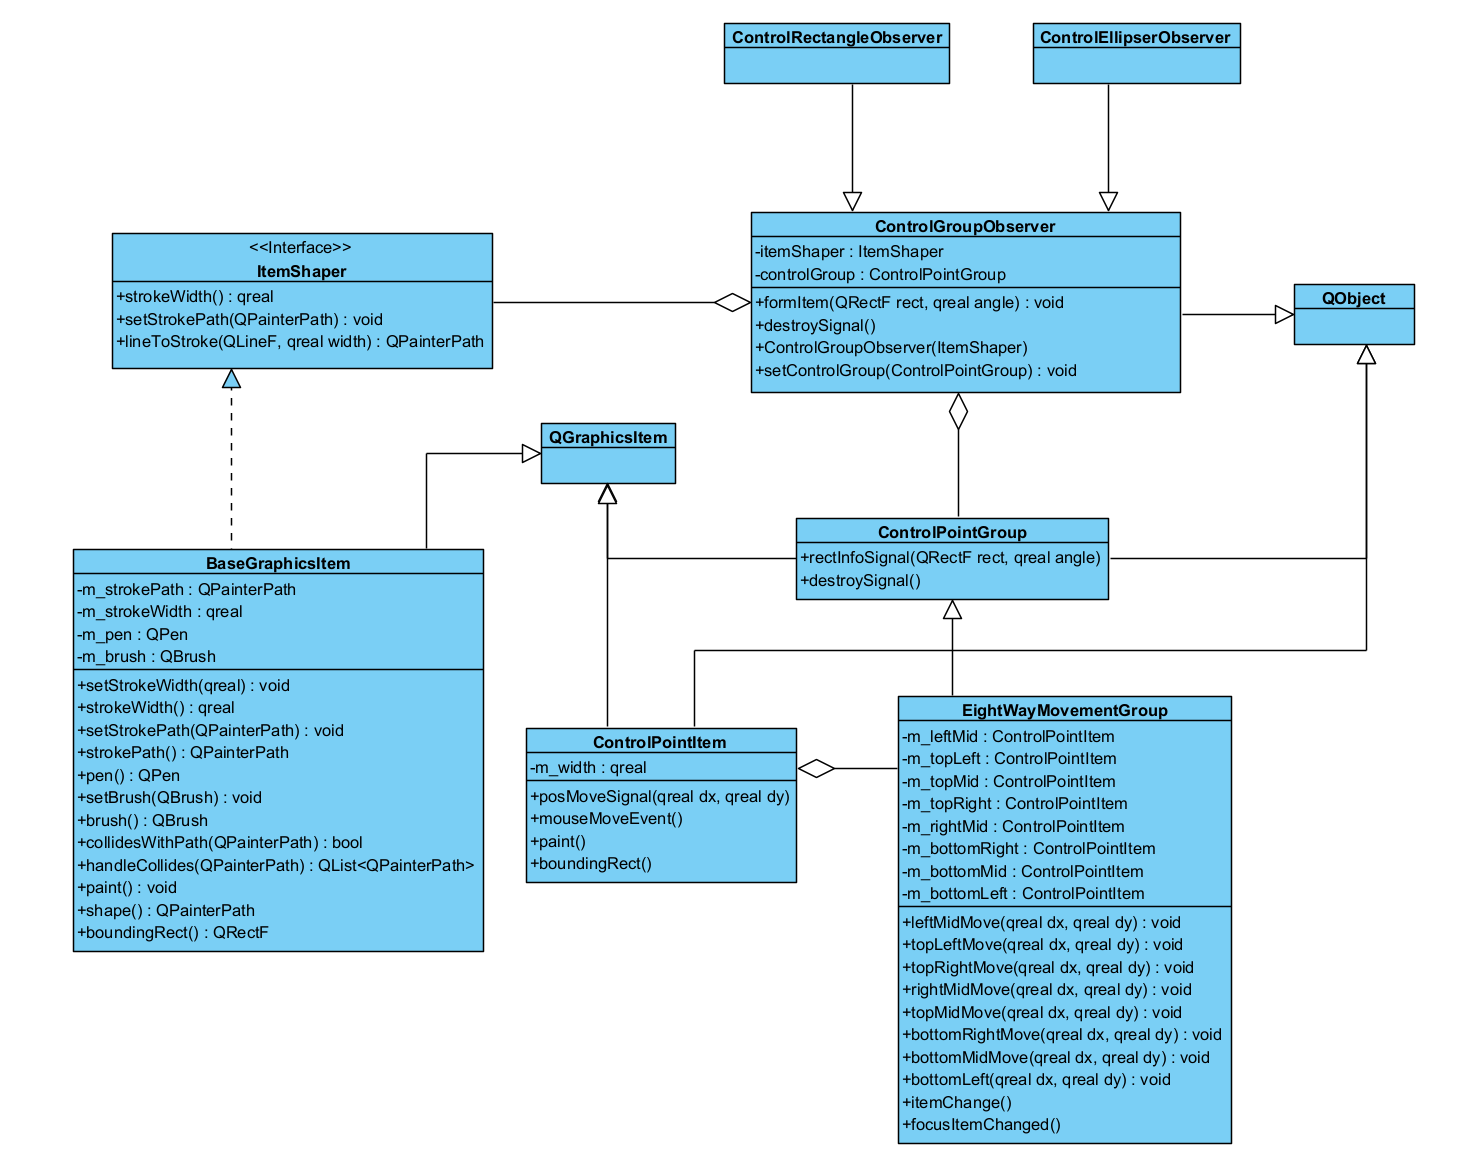 ControlRectangleObserver
ControlEllipserObserver
ControlGroupObserver
-itemShaper : ItemShaper
-controlGroup : ControlPointGroup
+formItem(QRectF rect, qreal angle) : void
+destroySignal()
+ControlGroupObserver(ItemShaper)
+setControlGroup(ControlPointGroup) : void
<<Interface>>
ItemShaper
+strokeWidth() : qreal
+setStrokePath(QPainterPath) : void
+lineToStroke(QLineF, qreal width) : QPainterPath
QObject
QGraphicsItem
ControlPointGroup
+rectInfoSignal(QRectF rect, qreal angle)
+destroySignal()
BaseGraphicsItem
-m_strokePath : QPainterPath
-m_strokeWidth : qreal
-m_pen : QPen
-m_brush : QBrush
+setStrokeWidth(qreal) : void
+strokeWidth() : qreal
+setStrokePath(QPainterPath) : void
+strokePath() : QPainterPath
+pen() : QPen
+setBrush(QBrush) : void
+brush() : QBrush
+collidesWithPath(QPainterPath) : bool
+handleCollides(QPainterPath) : QList<QPainterPath>
+paint() : void
+shape() : QPainterPath
+boundingRect() : QRectF
ControlPointItem
-m_width : qreal
+posMoveSignal(qreal dx, qreal dy)
+mouseMoveEvent()
+paint()
+boundingRect()
EightWayMovementGroup
-m_leftMid : ControlPointItem
-m_topLeft : ControlPointItem
-m_topMid : ControlPointItem
-m_topRight : ControlPointItem
-m_rightMid : ControlPointItem
-m_bottomRight : ControlPointItem
-m_bottomMid : ControlPointItem
-m_bottomLeft : ControlPointItem
+leftMidMove(qreal dx, qreal dy) : void
+topLeftMove(qreal dx, qreal dy) : void
+topRightMove(qreal dx, qreal dy) : void
+rightMidMove(qreal dx, qreal dy) : void
+topMidMove(qreal dx, qreal dy) : void
+bottomRightMove(qreal dx, qreal dy) : void
+bottomMidMove(qreal dx, qreal dy) : void
+bottomLeft(qreal dx, qreal dy) : void
+itemChange()
+focusItemChanged()